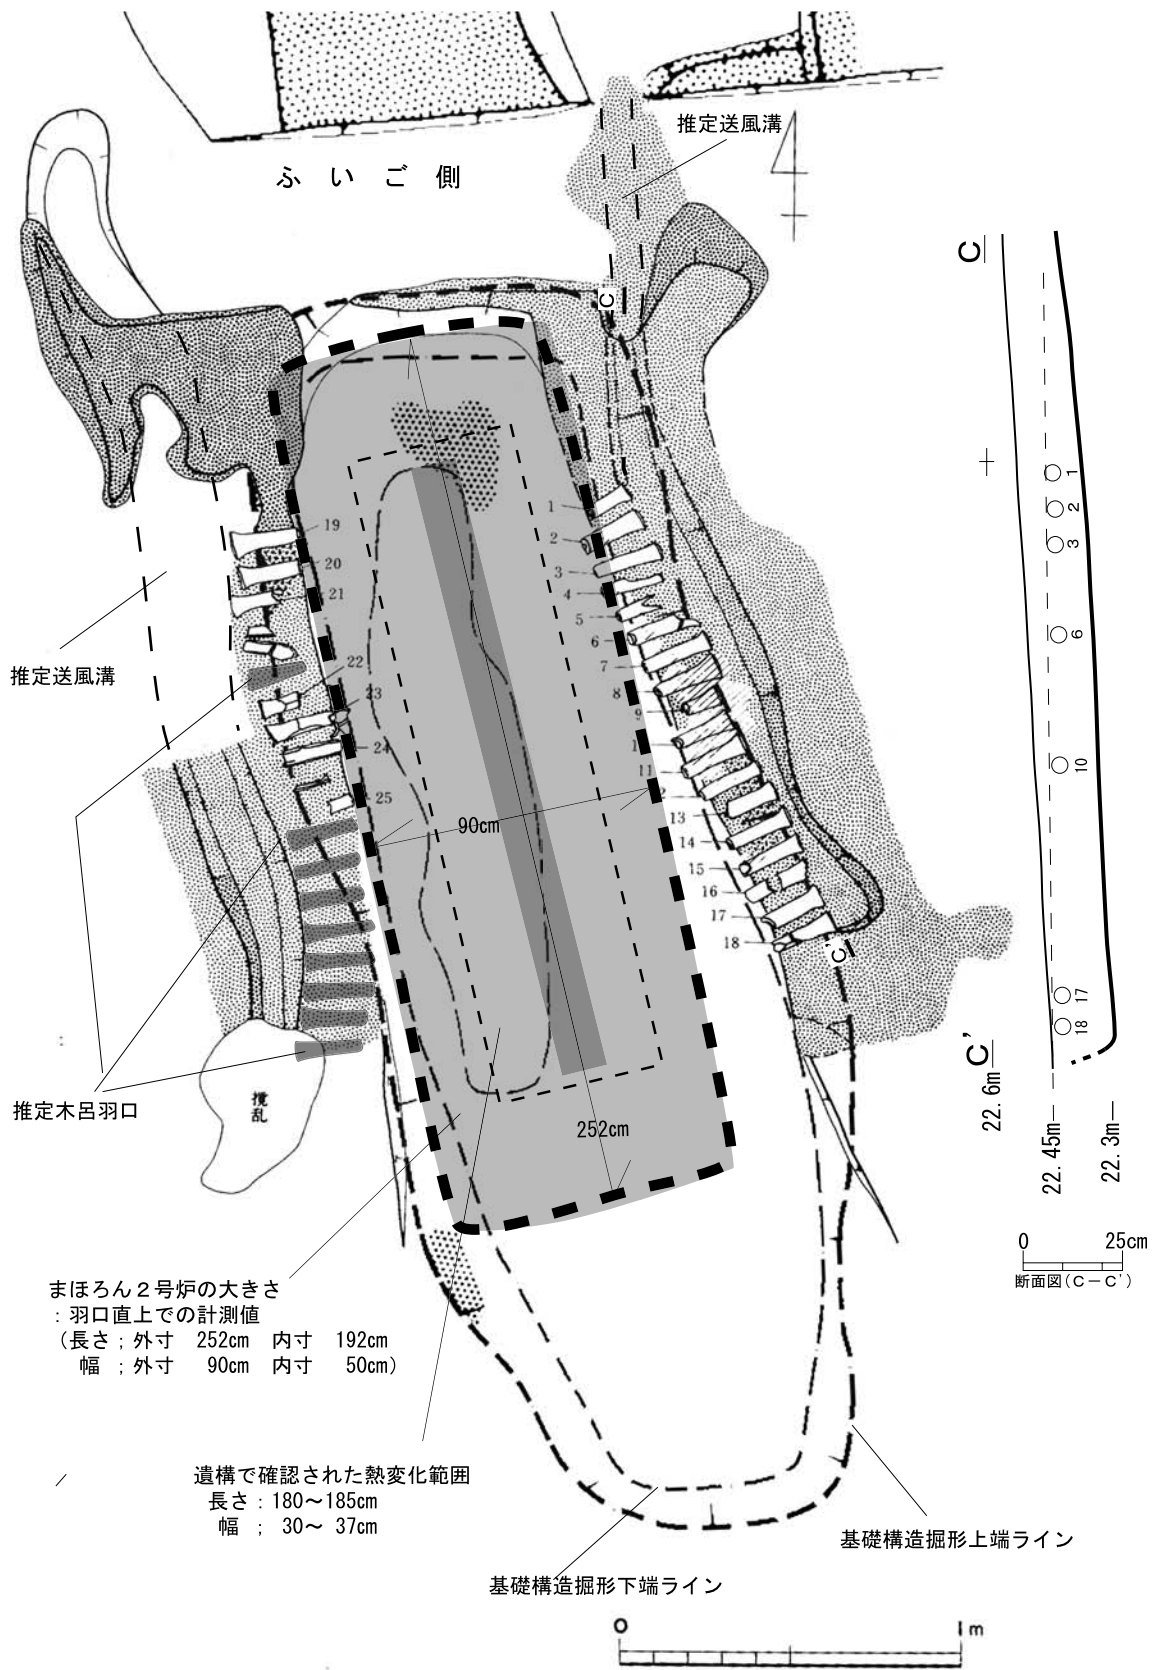 推定送風溝
ふいご側
C
C
1
2
3
6
10
17
18
C'
22.6m
22.45m
22.3m
0 25cm
断面図(C－C')
1
2
3
4
5
6
7
8
9
11
13
14
15
16
17
18
C'
19
20
21
22
23
24
25
推定送風溝
90cm
252cm
推定木呂羽口
攪乱
まほろん２号炉の大きさ
：羽口直上での計測値
（長さ；外寸 252cm 内寸 192cm
幅 ；外寸 90cm 内寸 50cm）
遺構で確認された熱変化範囲
長さ：180～185cm
幅 ； 30～ 37cm
基礎構造掘形上端ライン
基礎構造掘形下端ライン
0 1m